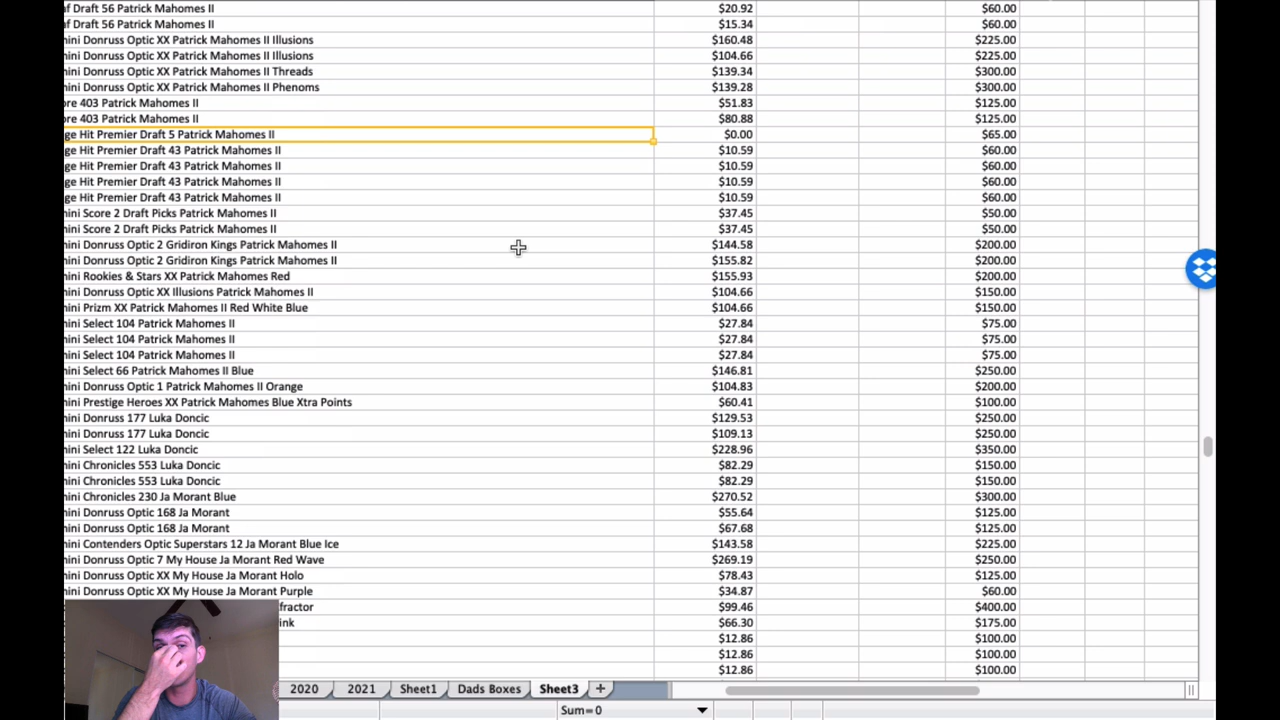 af Draft 56 Patrick Mahomes II $20.92 $60.00
af Draft 56 Patrick Mahomes II $15.34 $60.00
nini Donruss Optic XX Patrick Mahomes II Illusions $160.48 $225.00
nini Donruss Optic XX Patrick Mahomes II Illusions $104.66 $225.00
nini Donruss Optic XX Patrick Mahomes II Threads $139.34 $300.00
nini Donruss Optic XX Patrick Mahomes II Phenoms $139.28 $300.00
ore 403 Patrick Mahomes II $51.83 $125.00
ore 403 Patrick Mahomes II $80.88 $125.00
ge Hit Premier Draft 5 Patrick Mahomes II $0.00 $65.00
ge Hit Premier Draft 43 Patrick Mahomes II $10.59 $60.00
ge Hit Premier Draft 43 Patrick Mahomes II $10.59 $60.00
ge Hit Premier Draft 43 Patrick Mahomes II $10.59 $60.00
ge Hit Premier Draft 43 Patrick Mahomes II $10.59 $60.00
nini Score 2 Draft Picks Patrick Mahomes II $37.45 $50.00
nini Score 2 Draft Picks Patrick Mahomes II $37.45 $50.00
nini Donruss Optic 2 Gridiron Kings Patrick Mahomes II $144.58 $200.00
nini Donruss Optic 2 Gridiron Kings Patrick Mahomes II $155.82 $200.00
nini Rookies & Stars XX Patrick Mahomes Red $155.93 $200.00
nini Donruss Optic XX Illusions Patrick Mahomes II $104.66 $150.00
nini Prizm XX Patrick Mahomes II Red White Blue $104.66 $150.00
nini Select 104 Patrick Mahomes II $27.84 $75.00
nini Select 104 Patrick Mahomes II $27.84 $75.00
nini Select 104 Patrick Mahomes II $27.84 $75.00
nini Select 66 Patrick Mahomes II Blue $146.81 $250.00
nini Donruss Optic 1 Patrick Mahomes II Orange $104.83 $200.00
nini Prestige Heroes XX Patrick Mahomes Blue Xtra Points $60.41 $100.00
nini Donruss 177 Luka Doncic $129.53 $250.00
nini Donruss 177 Luka Doncic $109.13 $250.00
nini Select 122 Luka Doncic $228.96 $350.00
nini Chronicles 553 Luka Doncic $82.29 $150.00
nini Chronicles 553 Luka Doncic $82.29 $150.00
nini Chronicles 230 Ja Morant Blue $270.52 $300.00
nini Donruss Optic 168 Ja Morant $55.64 $125.00
nini Donruss Optic 168 Ja Morant $67.68 $125.00
nini Contenders Optic Superstars 12 Ja Morant Blue Ice $143.58 $225.00
nini Donruss Optic 7 My House Ja Morant Red Wave $269.19 $250.00
nini Donruss Optic XX My House Ja Morant Holo $78.43 $125.00
nini Donruss Optic XX My House Ja Morant Purple $34.87 $60.00
fractor $99.46 $400.00
ink $66.30 $175.00
$12.86 $100.00
$12.86 $100.00
$12.86 $100.00
2020 2021 Sheet1 Dads Boxes Sheet3 +
Sum=0